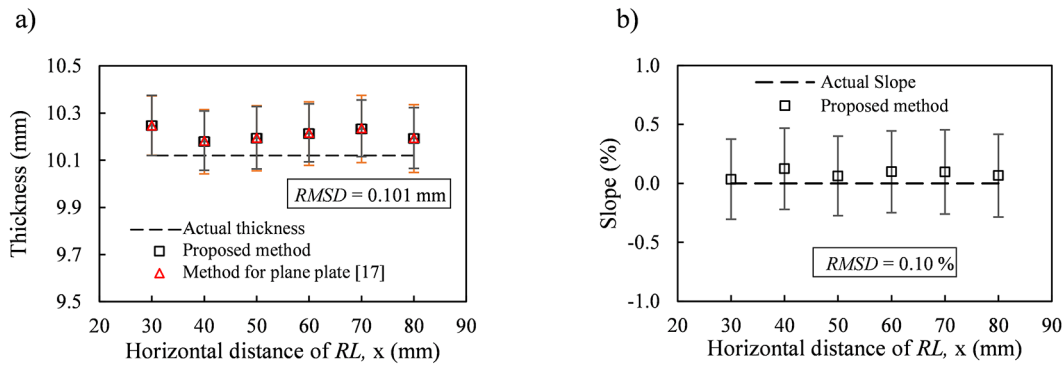 a)
10.5
10.3
10.1
9.9
9.7
9.5
Thickness (mm)
RMSD = 0.101 mm
Actual thickness
Proposed method
Method for plane plate [17]
20 30 40 50 60 70 80 90
Horizontal distance of RL, x (mm)
b)
1.0
0.5
0.0
-0.5
-1.0
Slope (%)
Actual Slope
Proposed method
RMSD = 0.10 %
20 30 40 50 60 70 80 90
Horizontal distance of RL, x (mm)